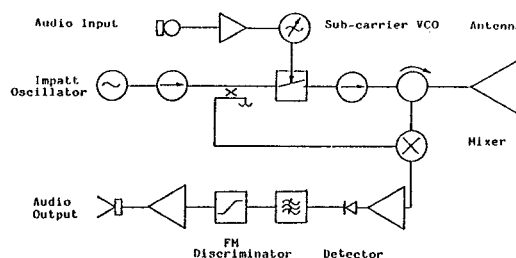 Audio Input
Sub-carrier VCO
Antenna
Impatt
Oscillator
Mixer
Audio
Output
FM
Discriminator
Detector